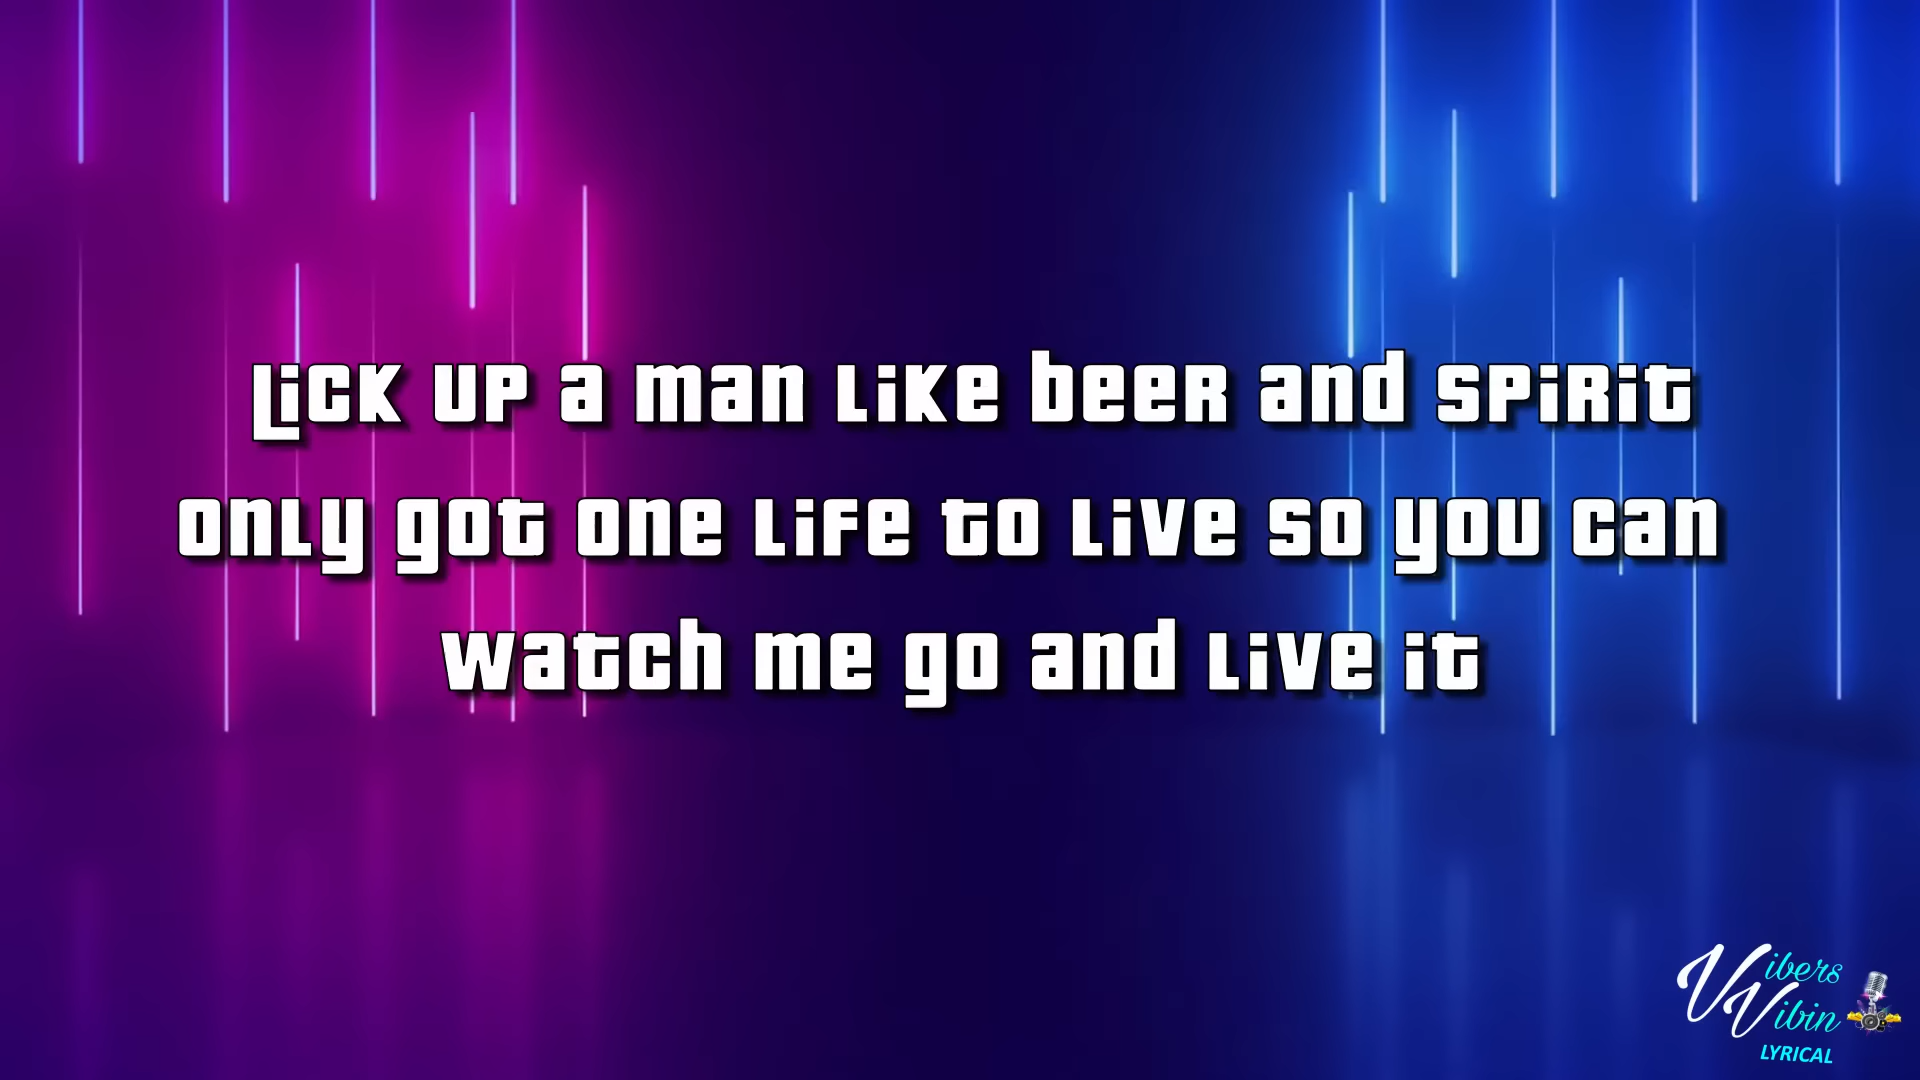 Lick up a man like beer and spirit
only got one life to live so you can
watch me go and live it
Vibers
Vibin
LYRICAL